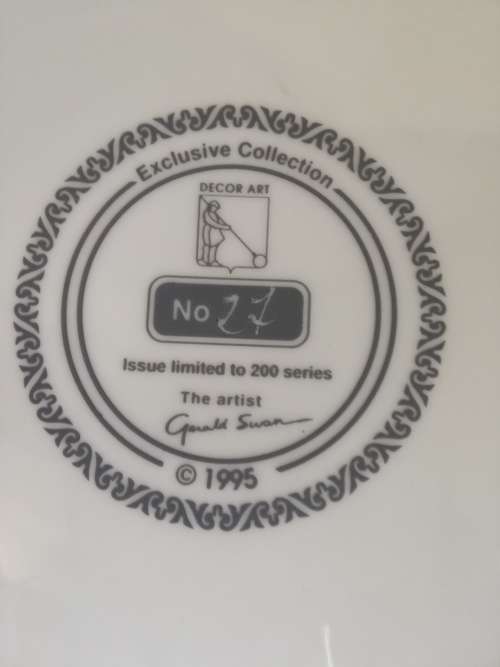 Exclusive Collection
DECOR ART
No 27
Issue limited to 200 series
The artist
Gerald Swan
© 1995